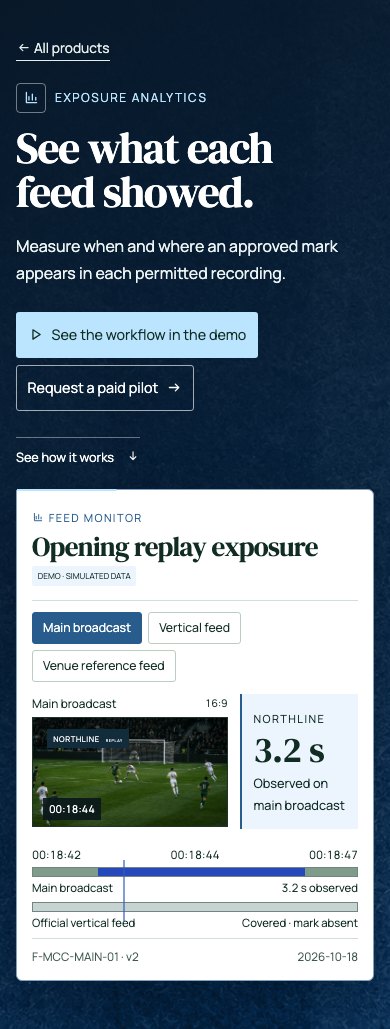 ← All products
EXPOSURE ANALYTICS
See what each
feed showed.
Measure when and where an approved mark
appears in each permitted recording.
See the workflow in the demo
Request a paid pilot →
See how it works ↓
FEED MONITOR
Opening replay exposure
DEMO · SIMULATED DATA
Main broadcast Vertical feed
Venue reference feed
Main broadcast 16:9
NORTHLINE REPLAY
00:18:44
NORTHLINE
3.2 s
Observed on
main broadcast
00:18:42 00:18:44 00:18:47
Main broadcast 3.2 s observed
Official vertical feed Covered · mark absent
F-MCC-MAIN-01 · v2 2026-10-18